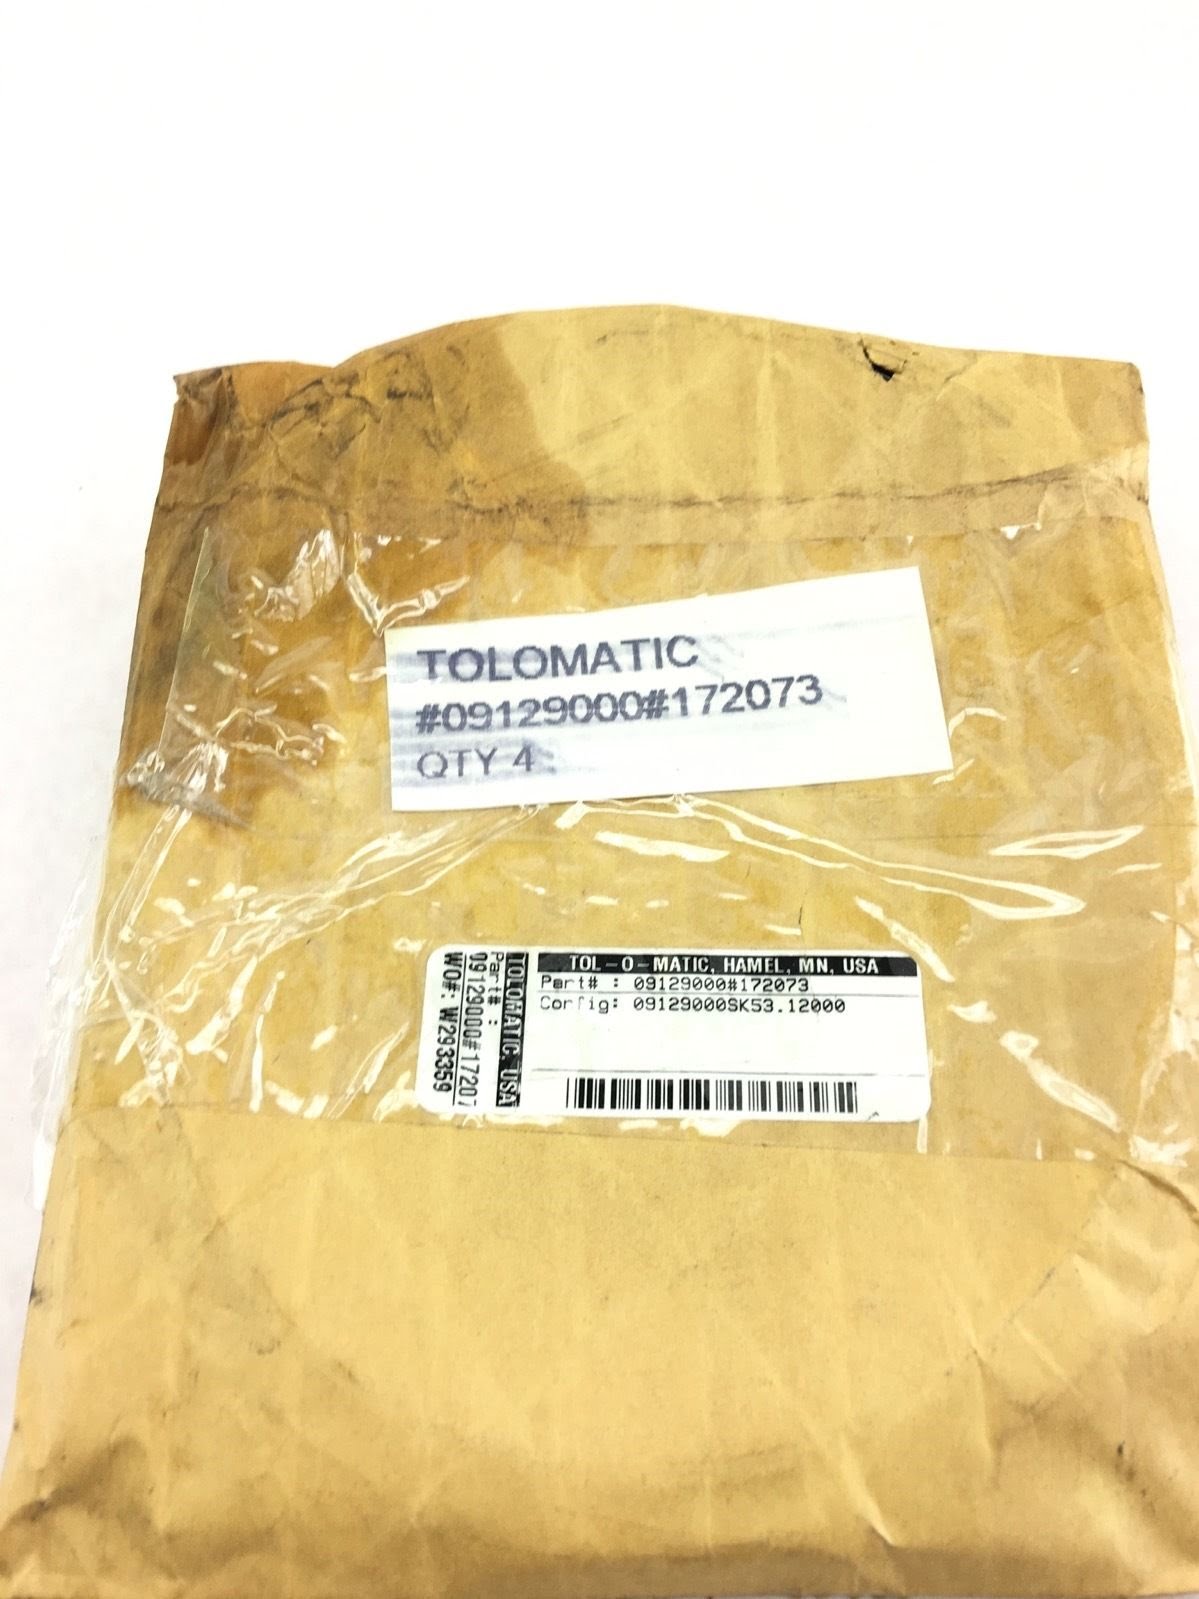 TOLOMATIC
#09129000#172073
QTY 4
TOL-O-MATIC, HAMEL, MN, USA
Part# : 09129000#172073
Config: 09129000SK53.12000
TOLOMATIC, USA
Part# :
09129000#17207
WO#: W293359